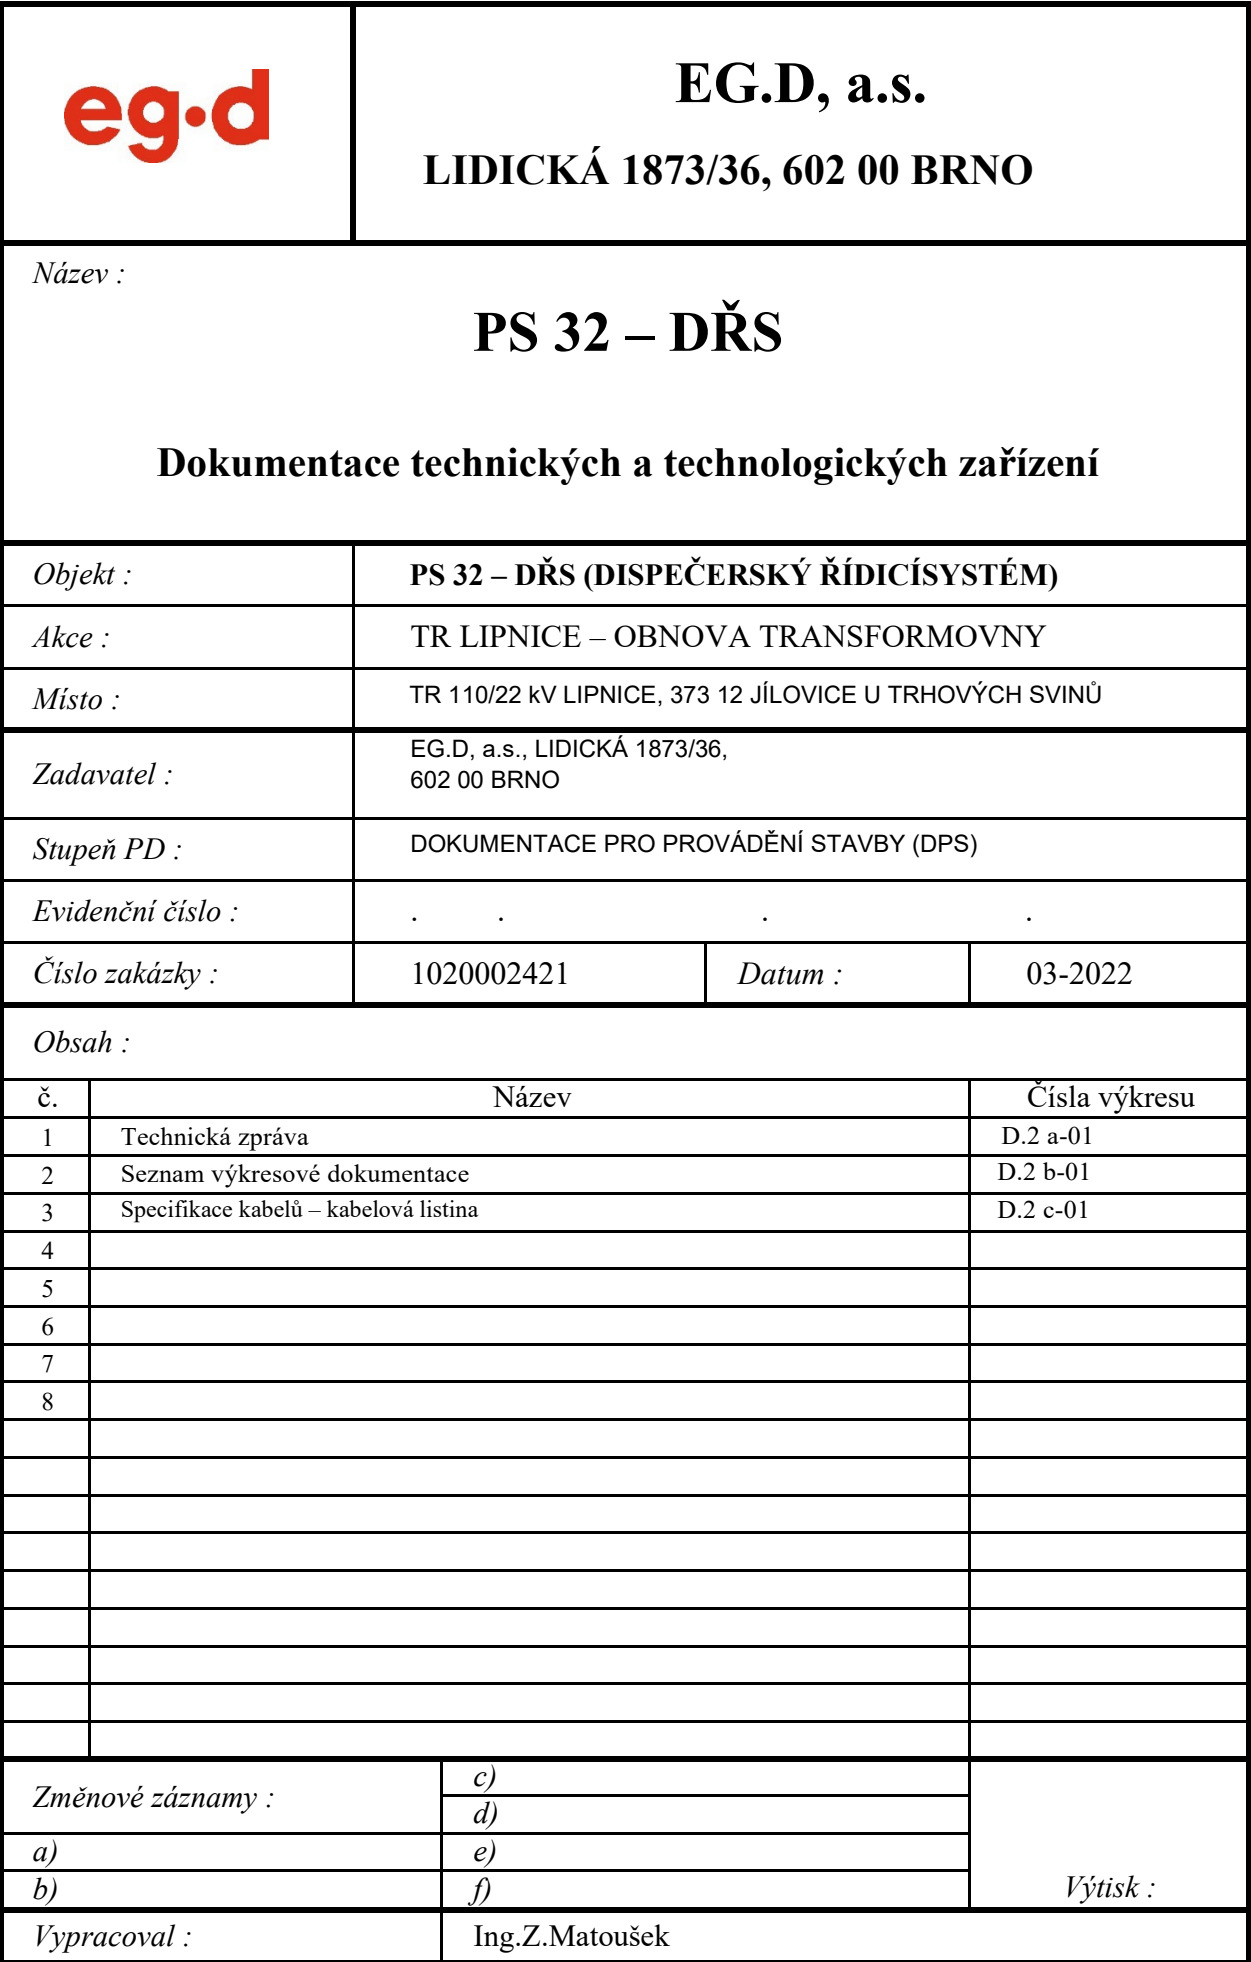 eg·d
EG.D, a.s.
LIDICKÁ 1873/36, 602 00 BRNO
Název :
PS 32 – DŘS
Dokumentace technických a technologických zařízení
Objekt : PS 32 – DŘS (DISPEČERSKÝ ŘÍDICÍSYSTÉM)
Akce : TR LIPNICE – OBNOVA TRANSFORMOVNY
Místo : TR 110/22 kV LIPNICE, 373 12 JÍLOVICE U TRHOVÝCH SVINŮ
Zadavatel : EG.D, a.s., LIDICKÁ 1873/36,
602 00 BRNO
Stupeň PD : DOKUMENTACE PRO PROVÁDĚNÍ STAVBY (DPS)
Evidenční číslo : . . . .
Číslo zakázky : 1020002421 Datum : 03-2022
Obsah :
č. Název Čísla výkresu
1 Technická zpráva D.2 a-01
2 Seznam výkresové dokumentace D.2 b-01
3 Specifikace kabelů – kabelová listina D.2 c-01
4
5
6
7
8
Změnové záznamy : c)
d)
a) e)
b) f) Výtisk :
Vypracoval : Ing.Z.Matoušek